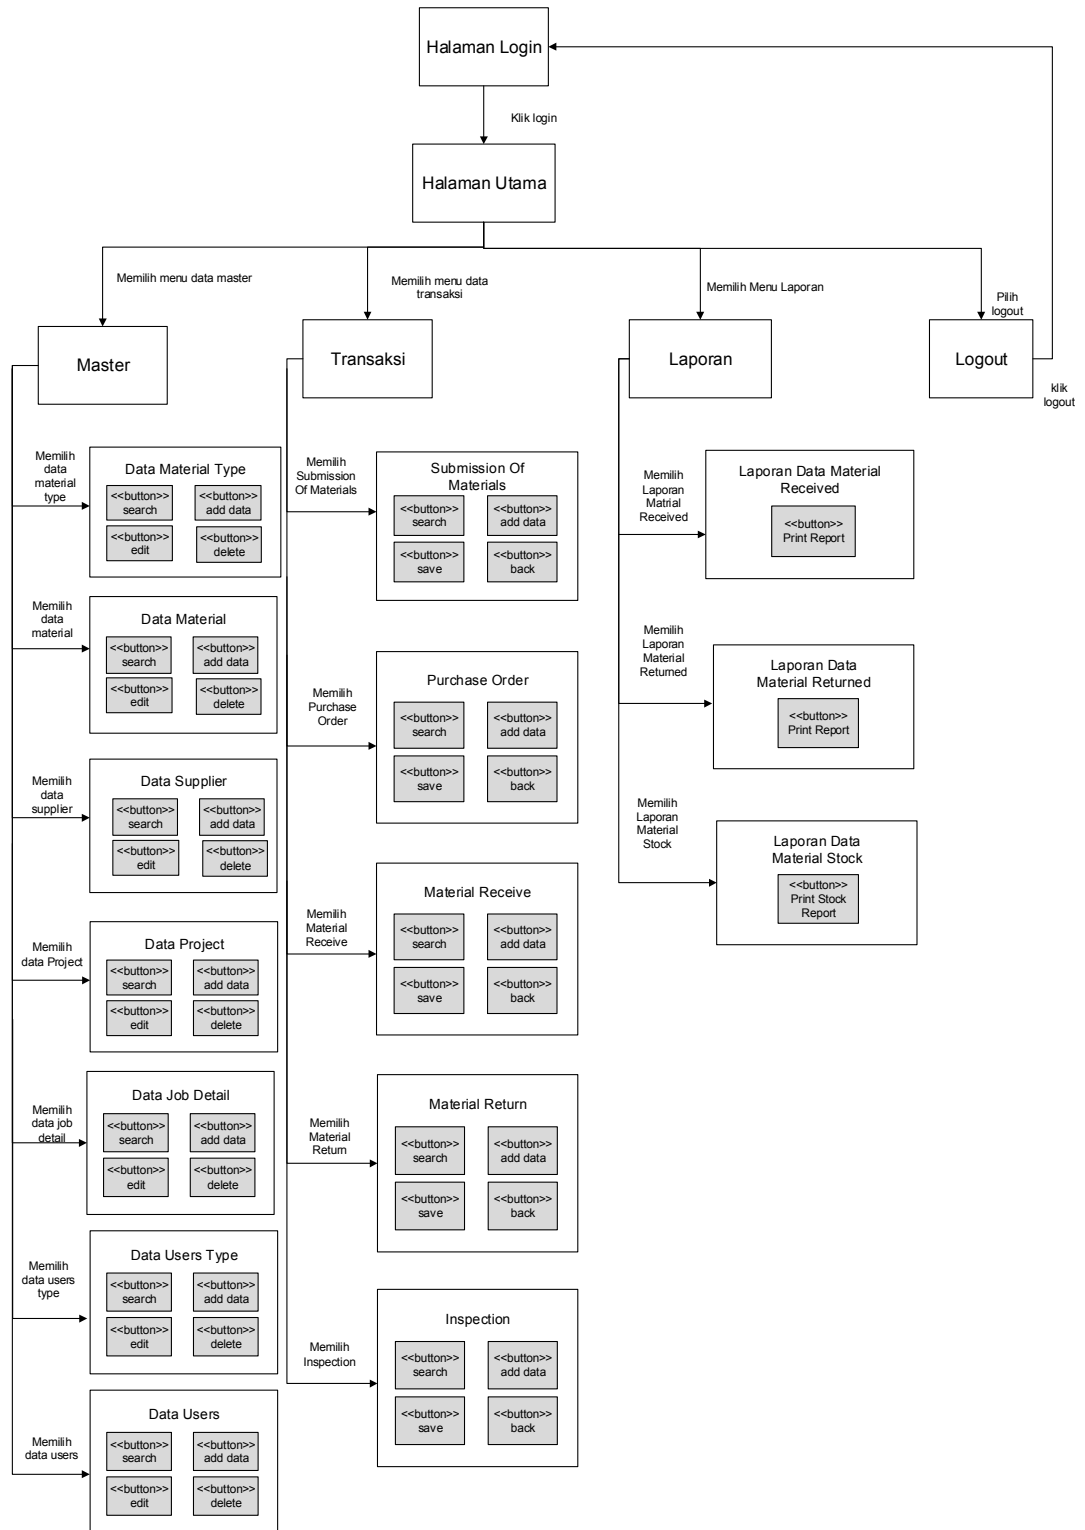 Halaman Login
Klik login
Halaman Utama
Memilih menu data master
Memilih menu data
transaksi
Memilih Menu Laporan
Pilih
logout
Master
Transaksi
Laporan
Logout
klik
logout
Memilih
data
material
type
Data Material Type
<<button>>
search
<<button>>
add data
<<button>>
edit
<<button>>
delete
Memilih
data
material
Data Material
<<button>>
search
<<button>>
add data
<<button>>
edit
<<button>>
delete
Memilih
data
supplier
Data Supplier
<<button>>
search
<<button>>
add data
<<button>>
edit
<<button>>
delete
Memilih
data Project
Data Project
<<button>>
search
<<button>>
add data
<<button>>
edit
<<button>>
delete
Memilih
data job
detail
Data Job Detail
<<button>>
search
<<button>>
add data
<<button>>
edit
<<button>>
delete
Memilih
data users
type
Data Users Type
<<button>>
search
<<button>>
add data
<<button>>
edit
<<button>>
delete
Memilih
data users
Data Users
<<button>>
search
<<button>>
add data
<<button>>
edit
<<button>>
delete
Memilih
Submission
Of Materials
Submission Of
Materials
<<button>>
search
<<button>>
add data
<<button>>
save
<<button>>
back
Memilih
Purchase
Order
Purchase Order
<<button>>
search
<<button>>
add data
<<button>>
save
<<button>>
back
Memilih
Material
Receive
Material Receive
<<button>>
search
<<button>>
add data
<<button>>
save
<<button>>
back
Memilih
Material
Return
Material Return
<<button>>
search
<<button>>
add data
<<button>>
save
<<button>>
back
Memilih
Inspection
Inspection
<<button>>
search
<<button>>
add data
<<button>>
save
<<button>>
back
Memilih
Laporan
Matrial
Received
Laporan Data Material
Received
<<button>>
Print Report
Memilih
Laporan
Material
Returned
Laporan Data
Material Returned
<<button>>
Print Report
Memilih
Laporan
Material
Stock
Laporan Data
Material Stock
<<button>>
Print Stock
Report